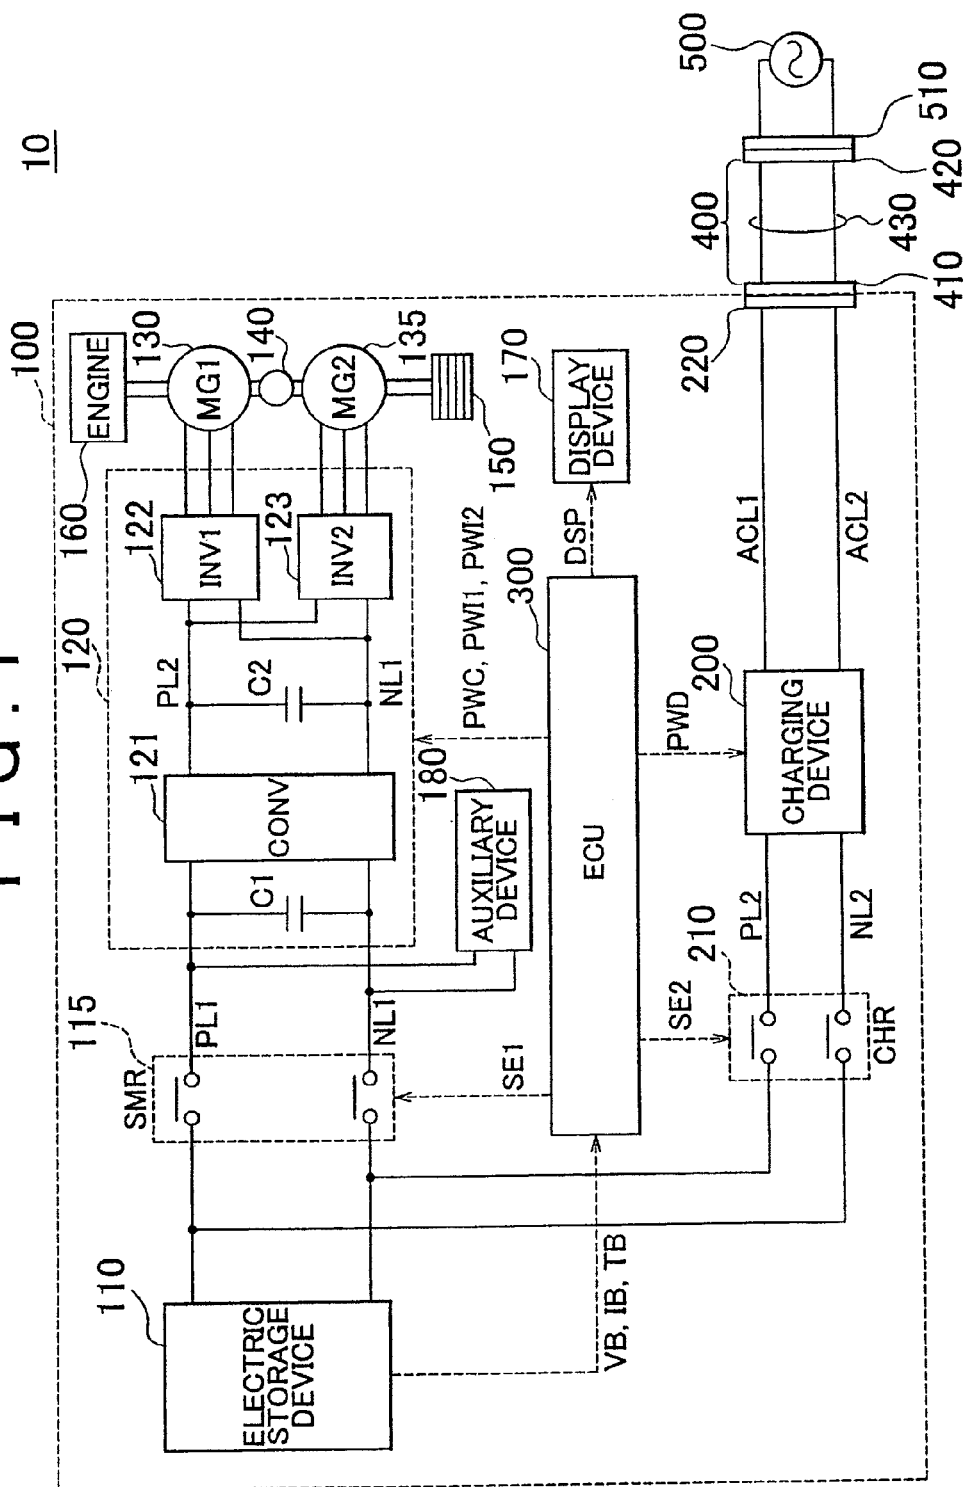 10
100
110
115
120
160
ENGINE
130
SMR
121
122
PL1
PL2
INV1
MG1
ELECTRIC
STORAGE
DEVICE
C1
CONV
C2
140
123
INV2
MG2
135
NL1
NL1
180
AUXILIARY
DEVICE
PWC, PWI1, PWI2
150
SE1
170
DSP
DISPLAY
DEVICE
VB, IB, TB
ECU
300
SE2
PWD
210
200
220
400
500
PL2
CHARGING
DEVICE
ACL1
NL2
ACL2
CHR
430
410
420
510